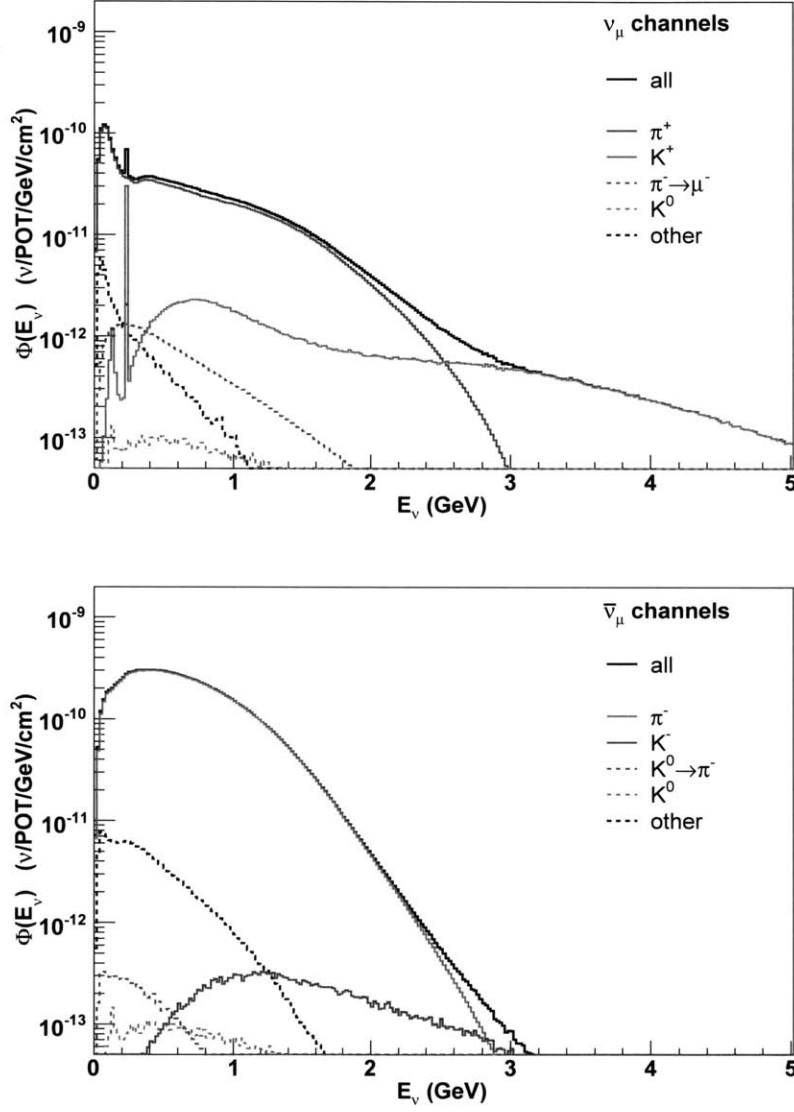 10⁻⁹
10⁻¹⁰
10⁻¹¹
10⁻¹²
10⁻¹³
Φ(E_ν) (ν/POT/GeV/cm²)
ν_μ channels
all
π⁺
K⁺
π⁻→μ⁻
K⁰
other
0 1 2 3 4 5
E_ν (GeV)
10⁻⁹
10⁻¹⁰
10⁻¹¹
10⁻¹²
10⁻¹³
Φ(E_ν) (ν/POT/GeV/cm²)
ν̅_μ channels
all
π⁻
K⁻
K⁰→π⁻
K⁰
other
0 1 2 3 4 5
E_ν (GeV)